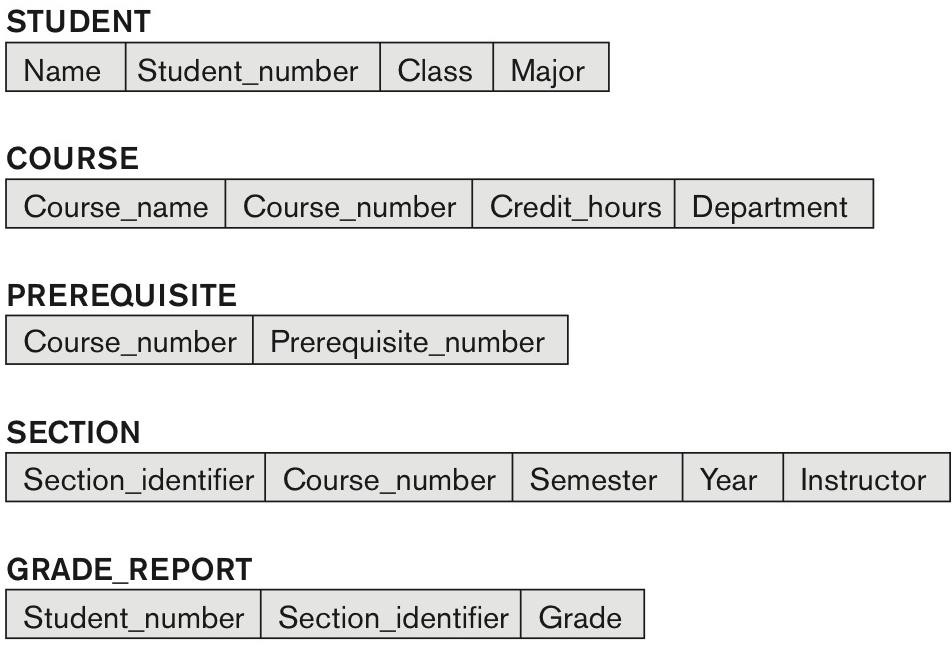 STUDENT
Name Student_number Class Major
COURSE
Course_name Course_number Credit_hours Department
PREREQUISITE
Course_number Prerequisite_number
SECTION
Section_identifier Course_number Semester Year Instructor
GRADE_REPORT
Student_number Section_identifier Grade